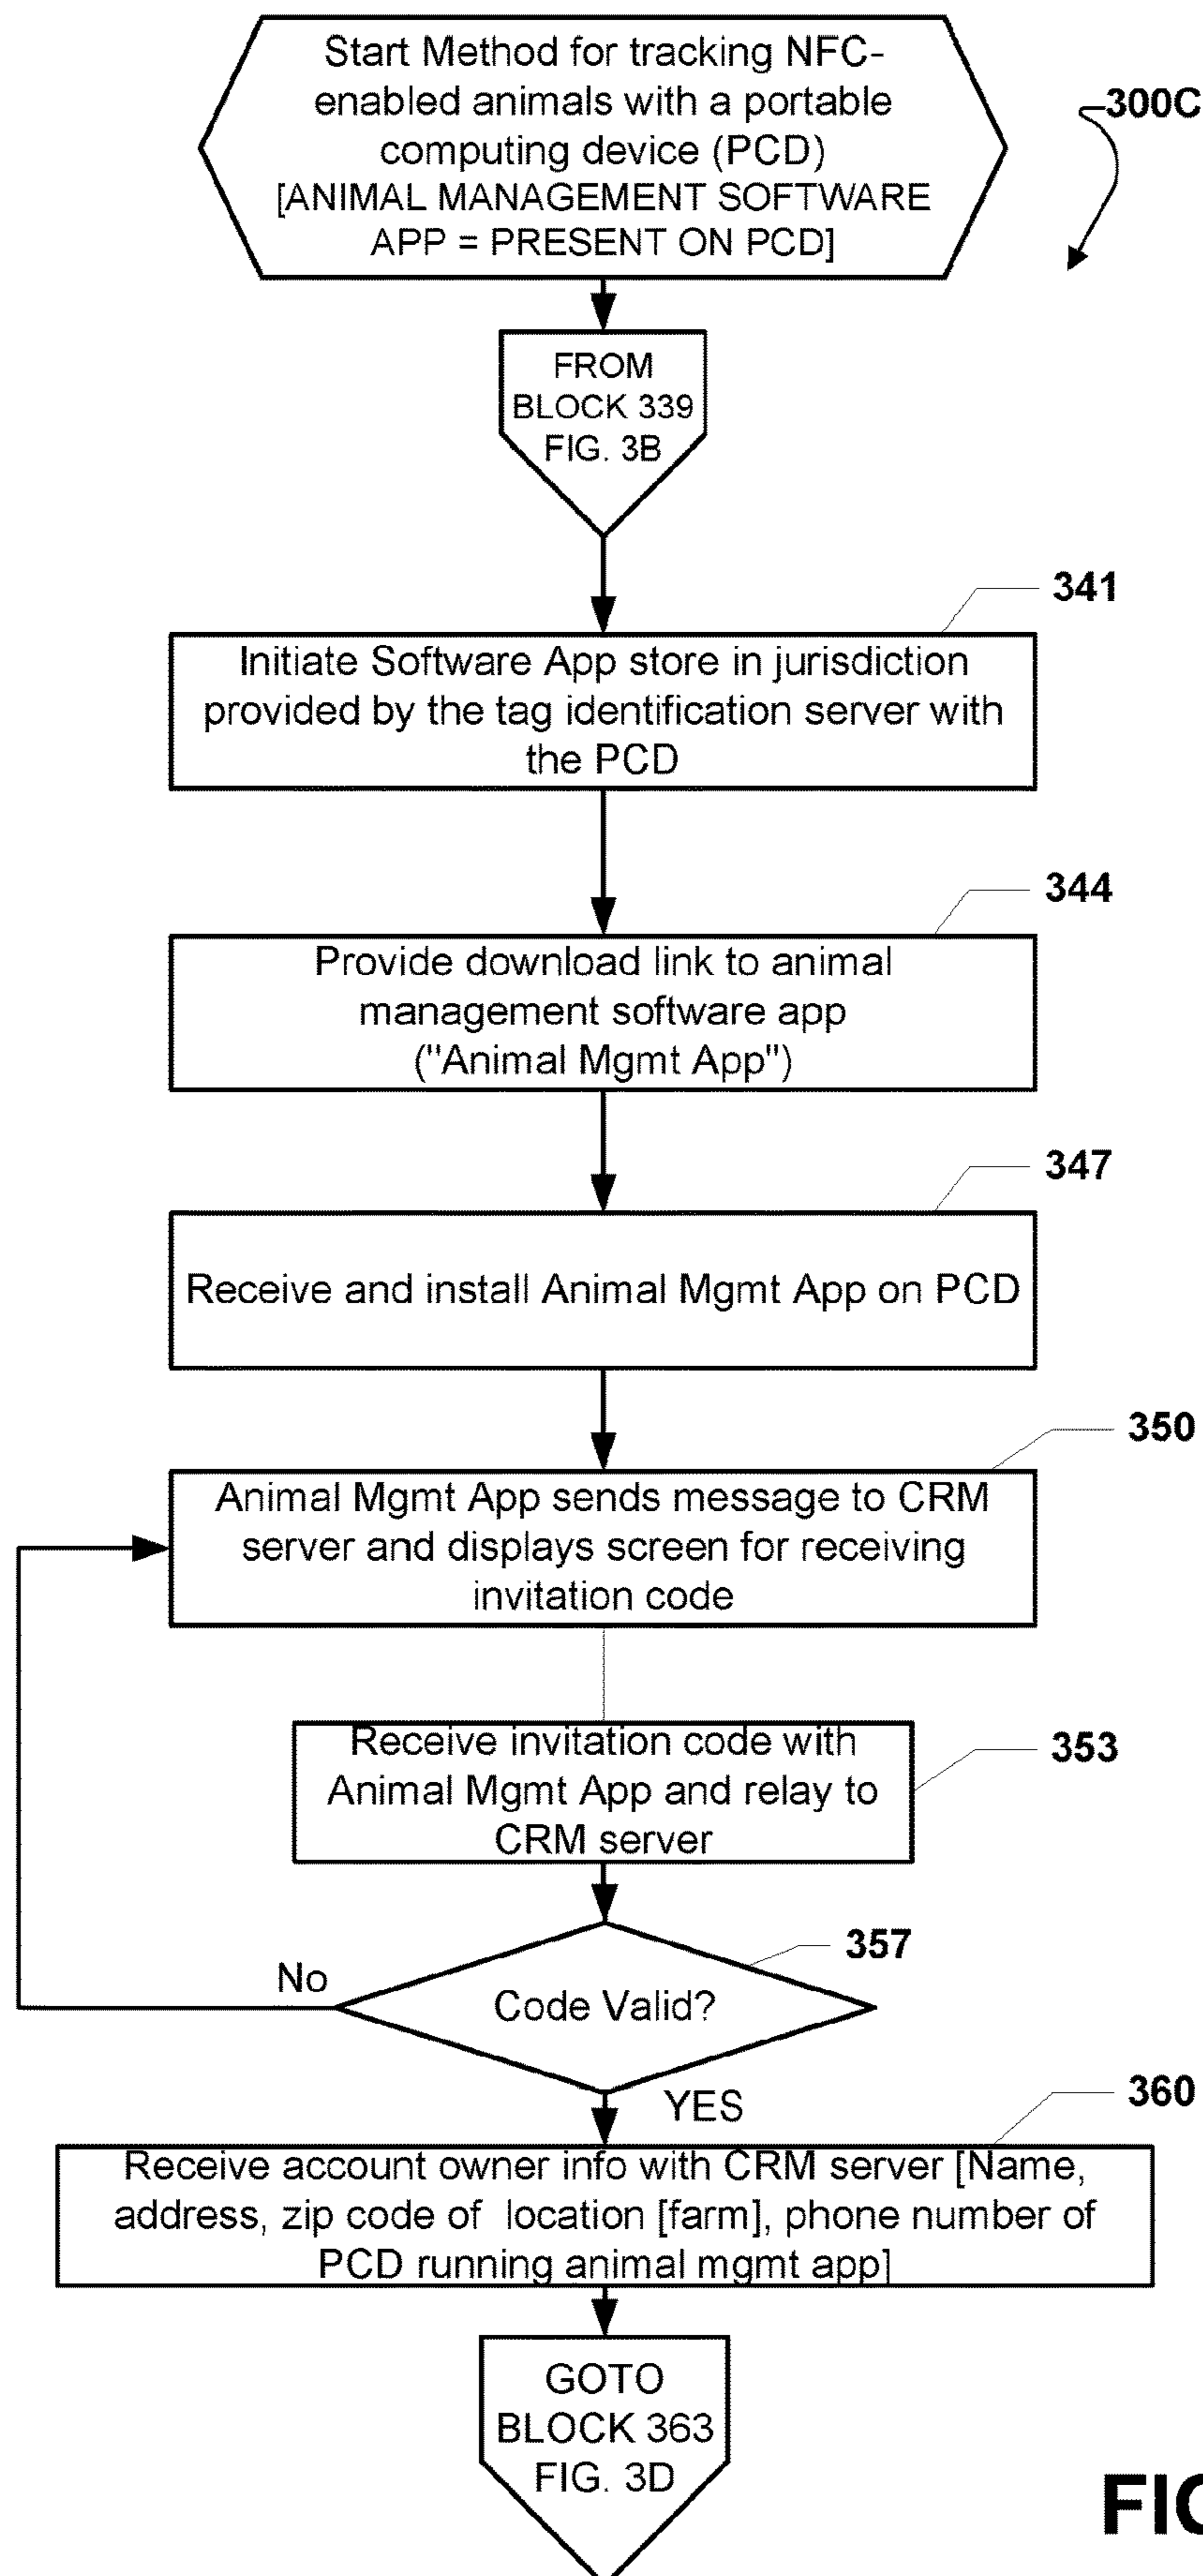 Start Method for tracking NFC-
enabled animals with a portable
computing device (PCD)
[ANIMAL MANAGEMENT SOFTWARE
APP = PRESENT ON PCD]
300C
FROM
BLOCK 339
FIG. 3B
341
Initiate Software App store in jurisdiction
provided by the tag identification server with
the PCD
344
Provide download link to animal
management software app
("Animal Mgmt App")
347
Receive and install Animal Mgmt App on PCD
350
Animal Mgmt App sends message to CRM
server and displays screen for receiving
invitation code
353
Receive invitation code with
Animal Mgmt App and relay to
CRM server
357
No
Code Valid?
YES
360
Receive account owner info with CRM server [Name,
address, zip code of location [farm], phone number of
PCD running animal mgmt app]
GOTO
BLOCK 363
FIG. 3D